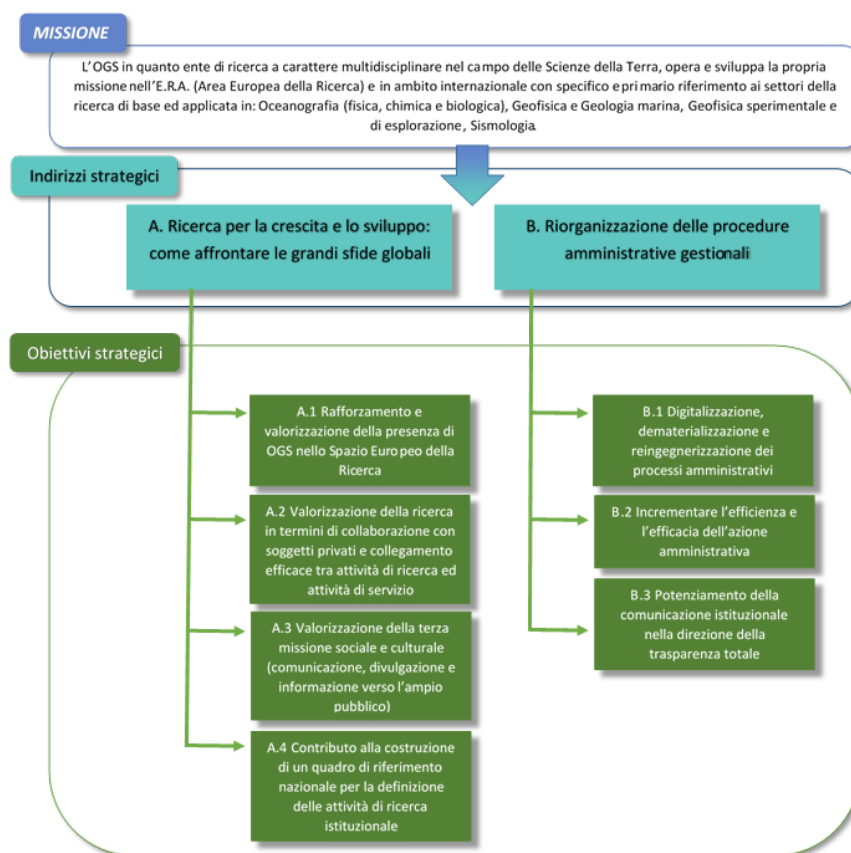 MISSIONE
L'OGS in quanto ente di ricerca a carattere multidisciplinare nel campo delle Scienze della Terra, opera e sviluppa la propria
missione nell'E.R.A. (Area Europea della Ricerca) e in ambito internazionale con specifico e primario riferimento ai settori della
ricerca di base ed applicata in: Oceanografia (fisica, chimica e biologica), Geofisica e Geologia marina, Geofisica sperimentale e
di esplorazione, Sismologia.
Indirizzi strategici
A. Ricerca per la crescita e lo sviluppo:
come affrontare le grandi sfide globali
B. Riorganizzazione delle procedure
amministrative gestionali
Obiettivi strategici
A.1 Rafforzamento e
valorizzazione della presenza di
OGS nello Spazio Europeo della
Ricerca
A.2 Valorizzazione della ricerca
in termini di collaborazione con
soggetti privati e collegamento
efficace tra attività di ricerca ed
attività di servizio
A.3 Valorizzazione della terza
missione sociale e culturale
(comunicazione, divulgazione e
informazione verso l'ampio
pubblico)
A.4 Contributo alla costruzione
di un quadro di riferimento
nazionale per la definizione
delle attività di ricerca
istituzionale
B.1 Digitalizzazione,
dematerializzazione e
reingegnerizzazione dei
processi amministrativi
B.2 Incrementare l'efficienza e
l'efficacia dell'azione
amministrativa
B.3 Potenziamento della
comunicazione istituzionale
nella direzione della
trasparenza totale